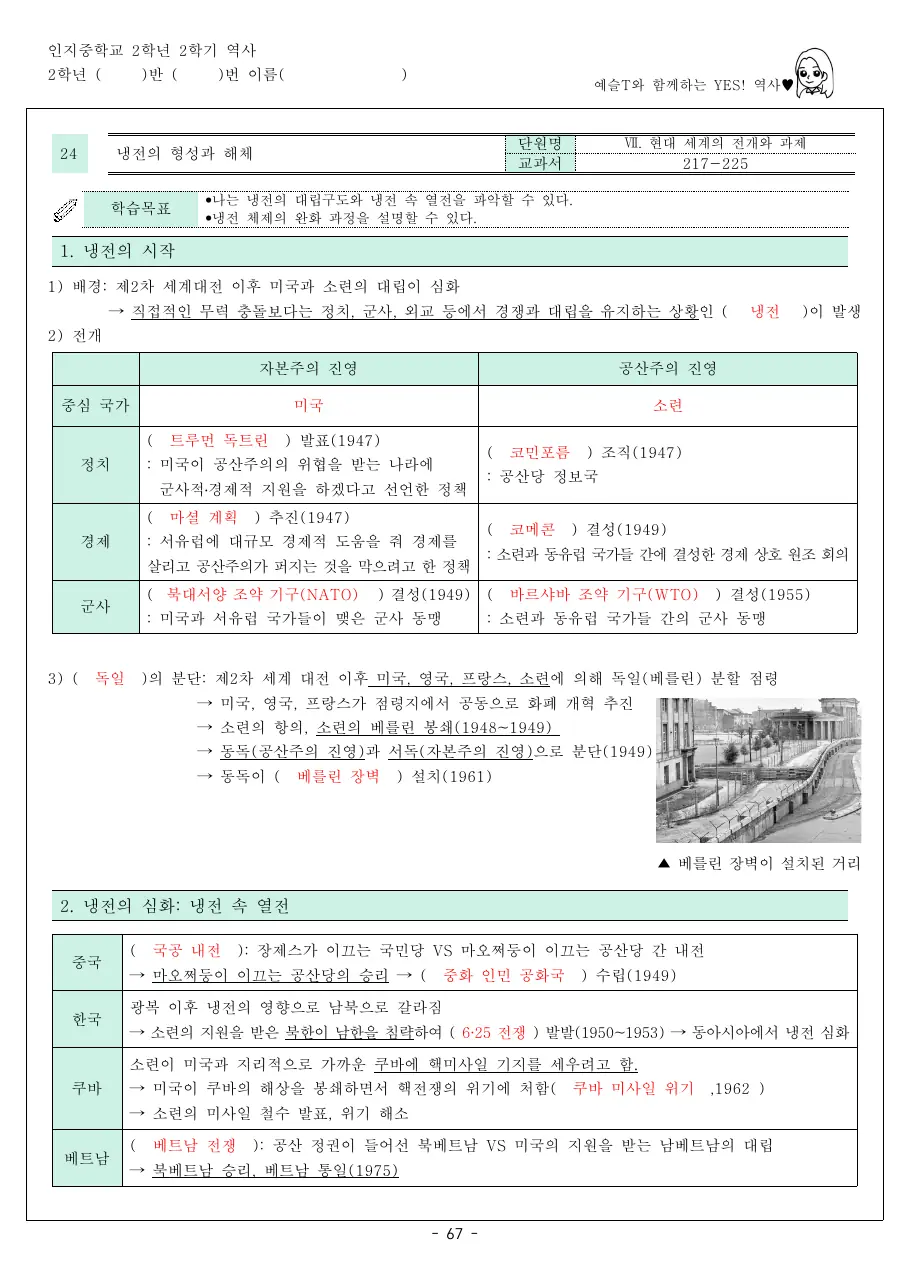 인지중학교 2학년 2학기 역사
2학년 (     )반 (     )번 이름(               )
예슬T와 함께하는 YES! 역사♥
24
냉전의 형성과 해체
단원명
Ⅶ. 현대 세계의 전개와 과제
교과서
217-225
학습목표
•나는 냉전의 대립구도와 냉전 속 열전을 파악할 수 있다.
•냉전 체제의 완화 과정을 설명할 수 있다.
1. 냉전의 시작
1) 배경: 제2차 세계대전 이후 미국과 소련의 대립이 심화
→ 직접적인 무력 충돌보다는 정치, 군사, 외교 등에서 경쟁과 대립을 유지하는 상황인 (  냉전  )이 발생
2) 전개
자본주의 진영
공산주의 진영
중심 국가
미국
소련
정치
(  트루먼 독트린  ) 발표(1947)
: 미국이 공산주의의 위협을 받는 나라에
군사적·경제적 지원을 하겠다고 선언한 정책
(  코민포름  ) 조직(1947)
: 공산당 정보국
경제
(  마셜 계획  ) 추진(1947)
: 서유럽에 대규모 경제적 도움을 줘 경제를
살리고 공산주의가 퍼지는 것을 막으려고 한 정책
(  코메콘  ) 결성(1949)
: 소련과 동유럽 국가들 간에 결성한 경제 상호 원조 회의
군사
(  북대서양 조약 기구(NATO)  ) 결성(1949)
: 미국과 서유럽 국가들이 맺은 군사 동맹
(  바르샤바 조약 기구(WTO)  ) 결성(1955)
: 소련과 동유럽 국가들 간의 군사 동맹
3) (  독일  )의 분단: 제2차 세계 대전 이후 미국, 영국, 프랑스, 소련에 의해 독일(베를린) 분할 점령
→ 미국, 영국, 프랑스가 점령지에서 공동으로 화폐 개혁 추진
→ 소련의 항의, 소련의 베를린 봉쇄(1948~1949)
→ 동독(공산주의 진영)과 서독(자본주의 진영)으로 분단(1949)
→ 동독이 (  베를린 장벽  ) 설치(1961)
▲ 베를린 장벽이 설치된 거리
2. 냉전의 심화: 냉전 속 열전
중국
(  국공 내전  ): 장제스가 이끄는 국민당 VS 마오쩌둥이 이끄는 공산당 간 내전
→ 마오쩌둥이 이끄는 공산당의 승리 → (  중화 인민 공화국  ) 수립(1949)
한국
광복 이후 냉전의 영향으로 남북으로 갈라짐
→ 소련의 지원을 받은 북한이 남한을 침략하여 ( 6·25 전쟁 ) 발발(1950~1953) → 동아시아에서 냉전 심화
쿠바
소련이 미국과 지리적으로 가까운 쿠바에 핵미사일 기지를 세우려고 함.
→ 미국이 쿠바의 해상을 봉쇄하면서 핵전쟁의 위기에 처함(  쿠바 미사일 위기  ,1962 )
→ 소련의 미사일 철수 발표, 위기 해소
베트남
(  베트남 전쟁  ): 공산 정권이 들어선 북베트남 VS 미국의 지원을 받는 남베트남의 대립
→ 북베트남 승리, 베트남 통일(1975)
- 67 -